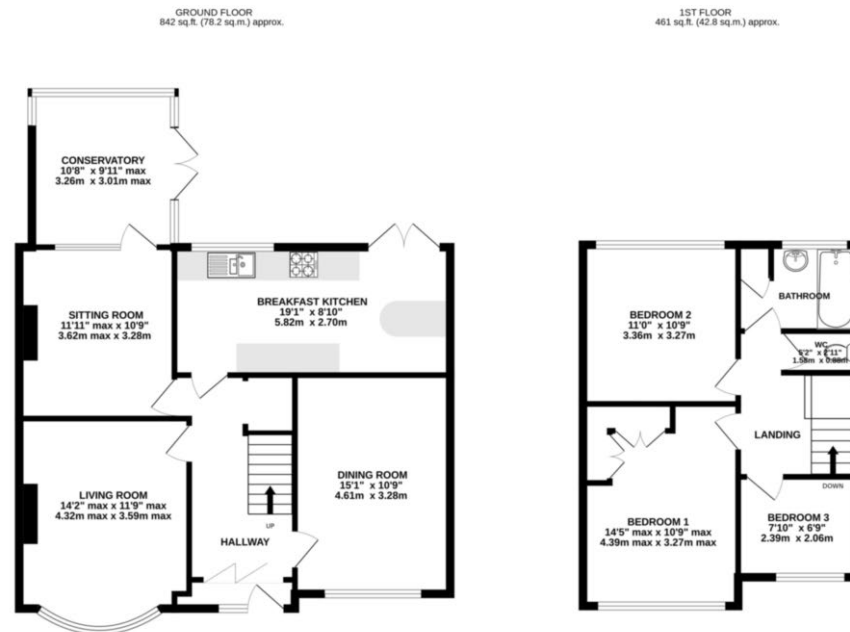 GROUND FLOOR
842 sq.ft. (78.2 sq.m.) approx.
1ST FLOOR
461 sq.ft. (42.8 sq.m.) approx.
CONSERVATORY
10'8" x 9'11" max
3.26m x 3.01m max
BREAKFAST KITCHEN
19'1" x 8'10"
5.82m x 2.70m
SITTING ROOM
11'11" max x 10'9"
3.62m max x 3.28m
LIVING ROOM
14'2" max x 11'9" max
4.32m max x 3.59m max
UP
HALLWAY
DINING ROOM
15'1" x 10'9"
4.61m x 3.28m
BEDROOM 2
11'0" x 10'9"
3.36m x 3.27m
BATHROOM
WC
LANDING
DOWN
BEDROOM 1
14'5" max x 10'9" max
4.39m max x 3.27m max
BEDROOM 3
7'10" x 6'9"
2.39m x 2.06m